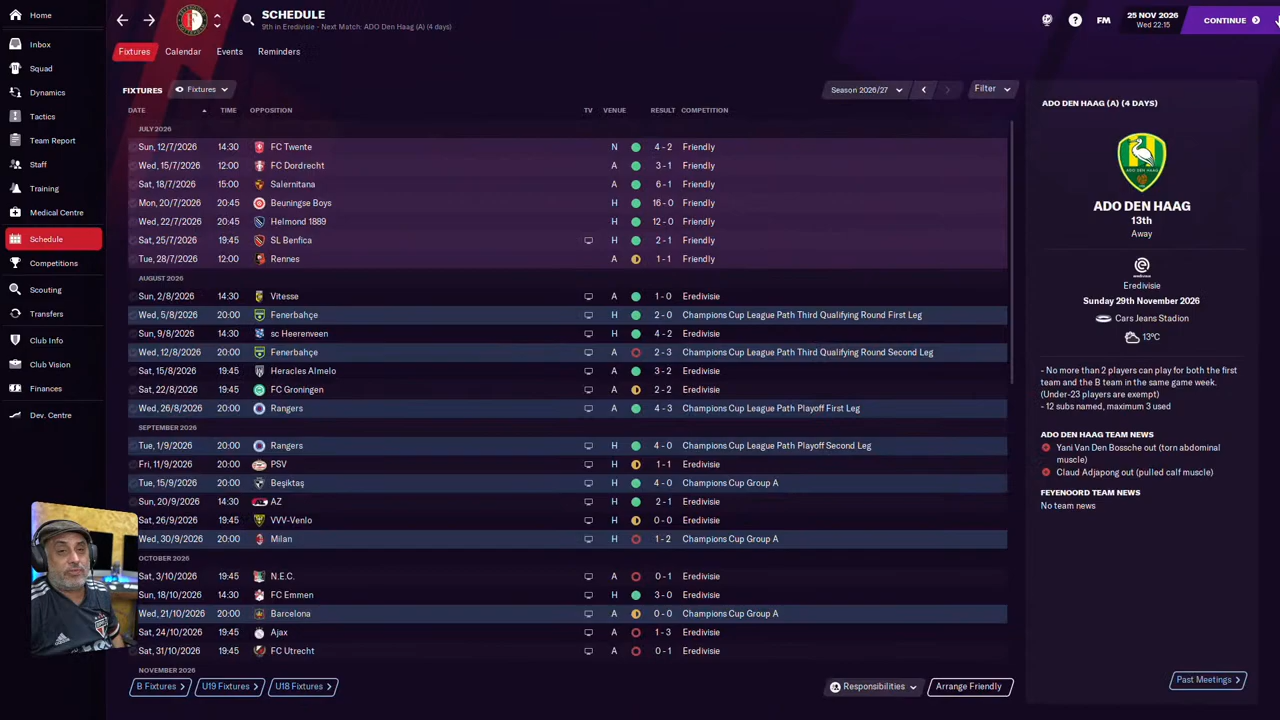 Home
SCHEDULE
9th in Eredivisie - Next Match: ADO Den Haag (A) (4 days)
FM
25 NOV 2026
Wed 22:15
CONTINUE
Inbox
Squad
Dynamics
Tactics
Team Report
Staff
Training
Medical Centre
Schedule
Competitions
Scouting
Transfers
Club Info
Club Vision
Finances
Dev. Centre
Fixtures Calendar Events Reminders
FIXTURES Fixtures Season 2026/27 Filter
DATE TIME OPPOSITION TV VENUE RESULT COMPETITION
JULY 2026
Sun, 12/7/2026 14:30 FC Twente N 4 - 2 Friendly
Wed, 15/7/2026 12:00 FC Dordrecht A 3 - 1 Friendly
Sat, 18/7/2026 15:00 Salernitana A 6 - 1 Friendly
Mon, 20/7/2026 20:45 Beuningse Boys H 16 - 0 Friendly
Wed, 22/7/2026 20:45 Helmond 1889 H 12 - 0 Friendly
Sat, 25/7/2026 19:45 SL Benfica H 2 - 1 Friendly
Tue, 28/7/2026 12:00 Rennes A 1 - 1 Friendly
AUGUST 2026
Sun, 2/8/2026 14:30 Vitesse A 1 - 0 Eredivisie
Wed, 5/8/2026 20:00 Fenerbahçe H 2 - 0 Champions Cup League Path Third Qualifying Round First Leg
Sun, 9/8/2026 14:30 sc Heerenveen H 4 - 2 Eredivisie
Wed, 12/8/2026 20:00 Fenerbahçe A 2 - 3 Champions Cup League Path Third Qualifying Round Second Leg
Sat, 15/8/2026 19:45 Heracles Almelo A 3 - 2 Eredivisie
Sat, 22/8/2026 19:45 FC Groningen A 2 - 2 Eredivisie
Wed, 26/8/2026 20:00 Rangers A 4 - 3 Champions Cup League Path Playoff First Leg
SEPTEMBER 2026
Tue, 1/9/2026 20:00 Rangers H 4 - 0 Champions Cup League Path Playoff Second Leg
Fri, 11/9/2026 20:00 PSV H 1 - 1 Eredivisie
Tue, 15/9/2026 20:00 Beşiktaş H 4 - 0 Champions Cup Group A
Sun, 20/9/2026 14:30 AZ H 2 - 1 Eredivisie
Sat, 26/9/2026 19:45 VVV-Venlo H 0 - 0 Eredivisie
Wed, 30/9/2026 20:00 Milan H 1 - 2 Champions Cup Group A
OCTOBER 2026
Sat, 3/10/2026 19:45 N.E.C. A 0 - 1 Eredivisie
Sun, 18/10/2026 14:30 FC Emmen H 3 - 0 Eredivisie
Wed, 21/10/2026 20:00 Barcelona A 0 - 0 Champions Cup Group A
Sat, 24/10/2026 19:45 Ajax A 1 - 3 Eredivisie
Sat, 31/10/2026 19:45 FC Utrecht A 0 - 1 Eredivisie
NOVEMBER 2026
B Fixtures U19 Fixtures U18 Fixtures Responsibilities Arrange Friendly
ADO DEN HAAG (A) (4 DAYS)
ADO DEN HAAG
ADO DEN HAAG
13th
Away
Eredivisie
Sunday 29th November 2026
Cars Jeans Stadion
13°C
- No more than 2 players can play for both the first
team and the B team in the same game week.
(Under-23 players are exempt)
- 12 subs named, maximum 3 used
ADO DEN HAAG TEAM NEWS
Yani Van Den Bossche out (torn abdominal
muscle)
Claud Adjapong out (pulled calf muscle)
FEYENOORD TEAM NEWS
No team news
Past Meetings